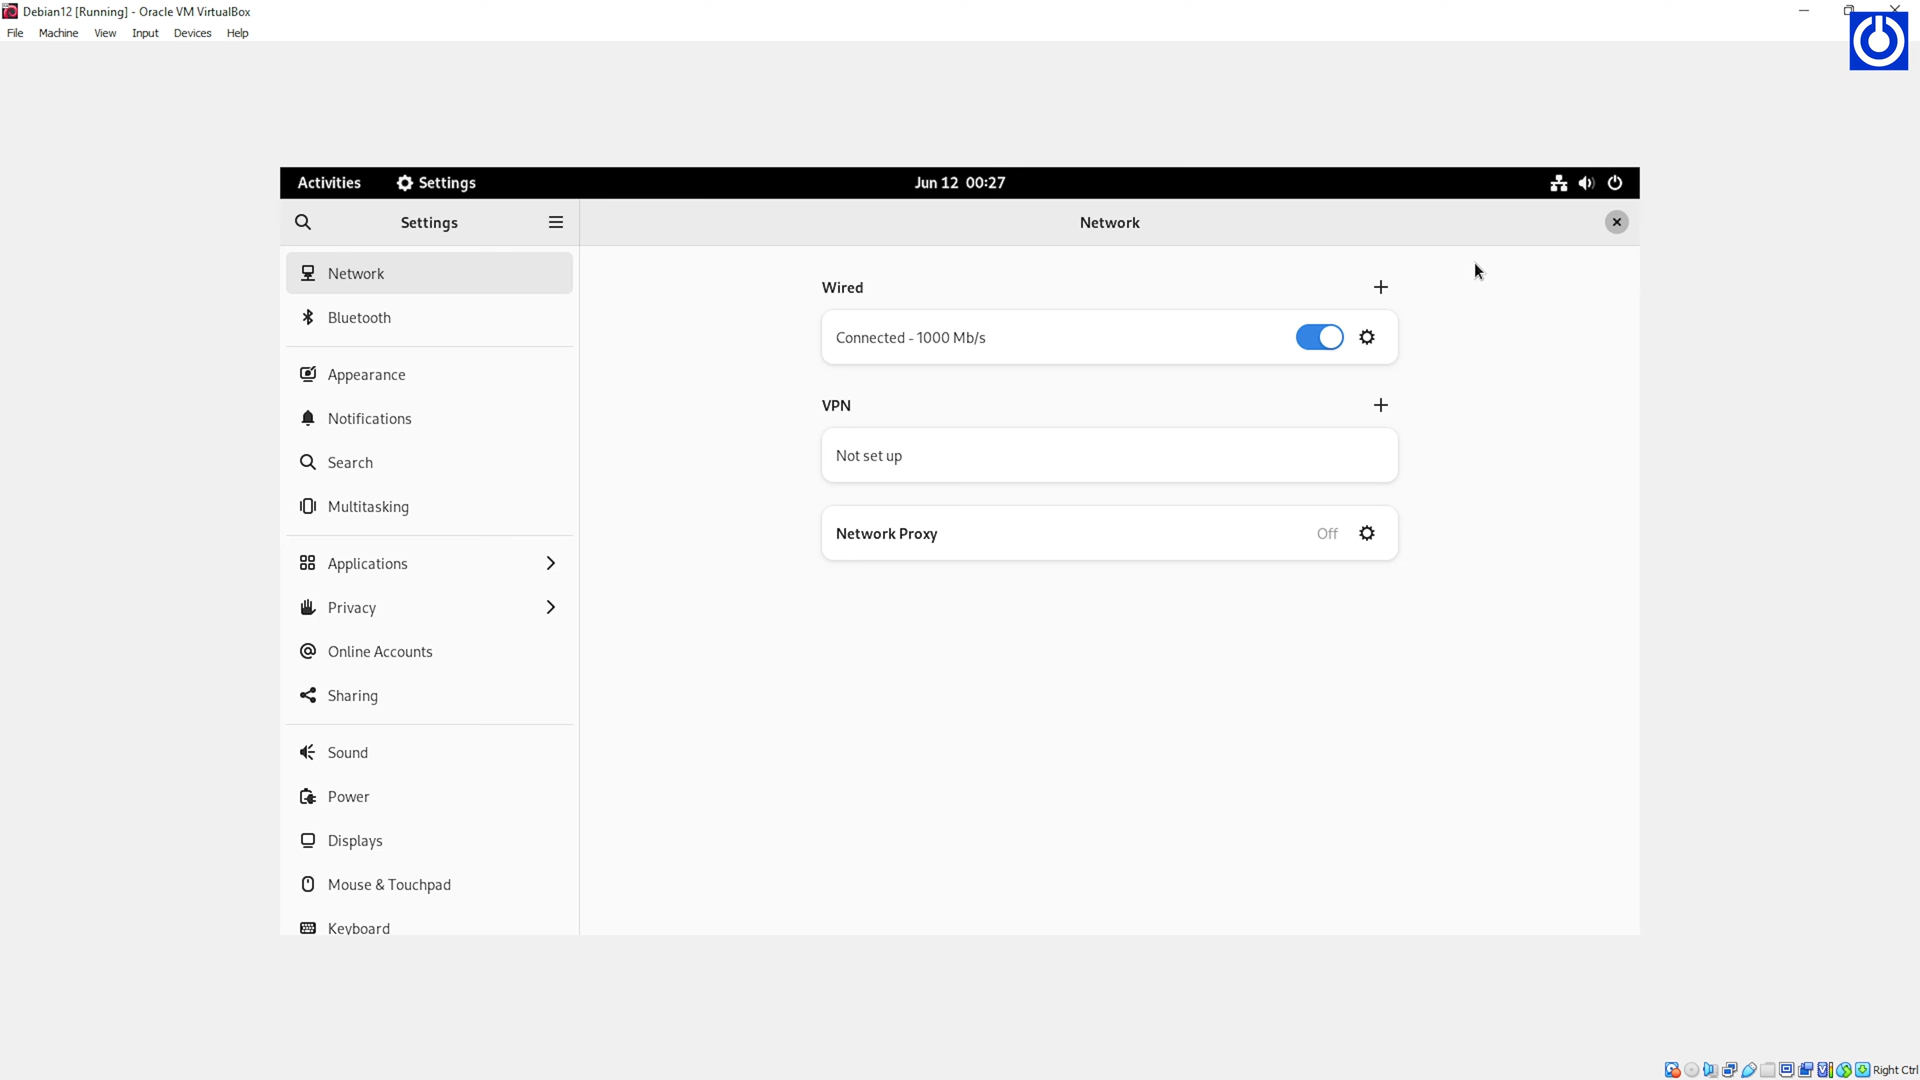 Debian12 [Running] - Oracle VM VirtualBox
File Machine View Input Devices Help
Activities Settings Jun 12 00:27
Settings Network
Network
Bluetooth
Appearance
Notifications
Search
Multitasking
Applications
Privacy
Online Accounts
Sharing
Sound
Power
Displays
Mouse & Touchpad
Keyboard
Wired
Connected - 1000 Mb/s
VPN
Not set up
Network Proxy Off
Right Ctrl